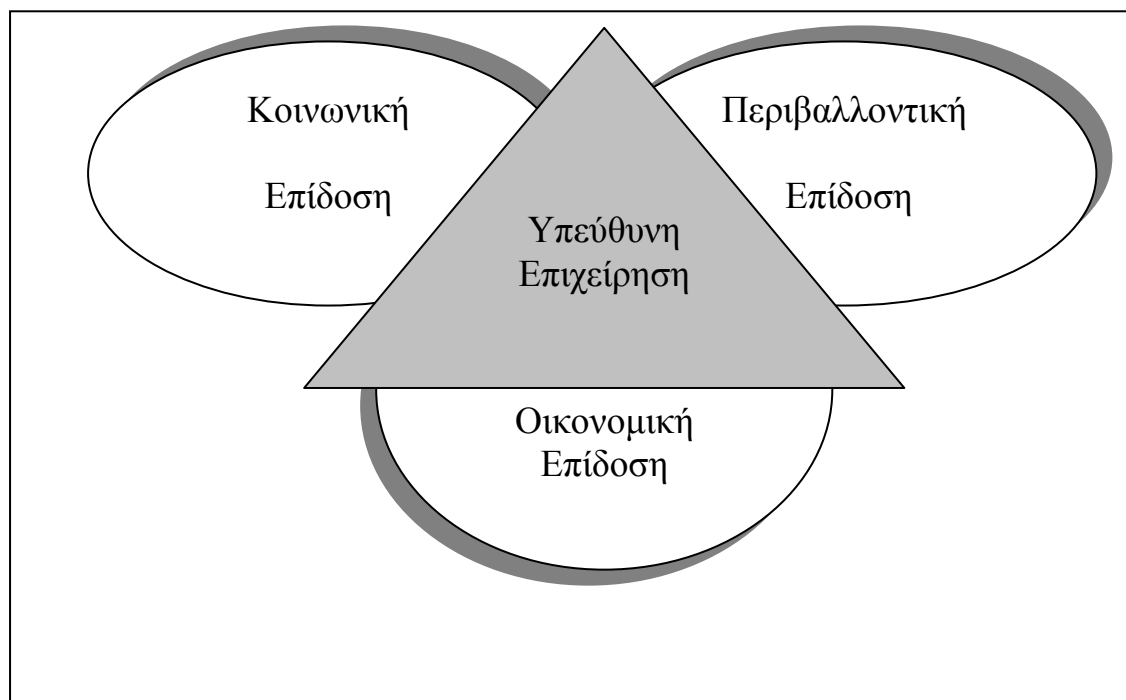 Κοινωνική
Επίδοση
Περιβαλλοντική
Επίδοση
Υπεύθυνη
Επιχείρηση
Οικονομική
Επίδοση